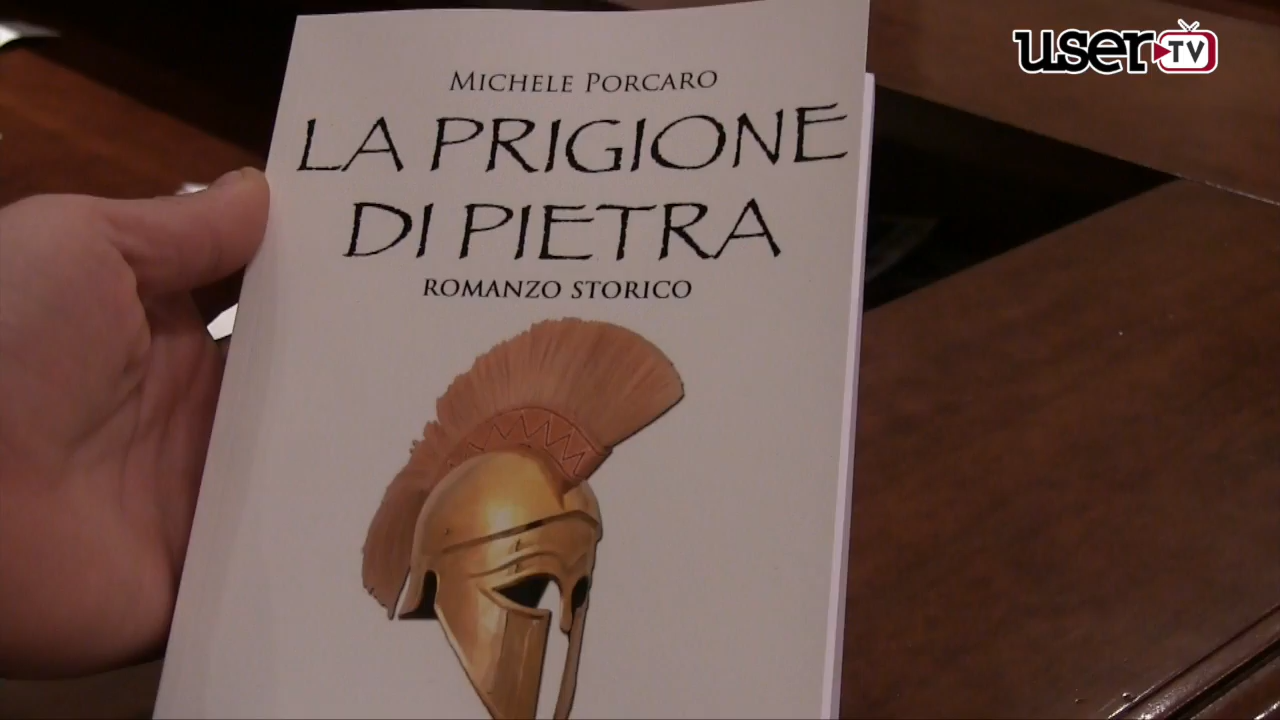 user TV
MICHELE PORCARO
LA PRIGIONE
DI PIETRA
ROMANZO STORICO